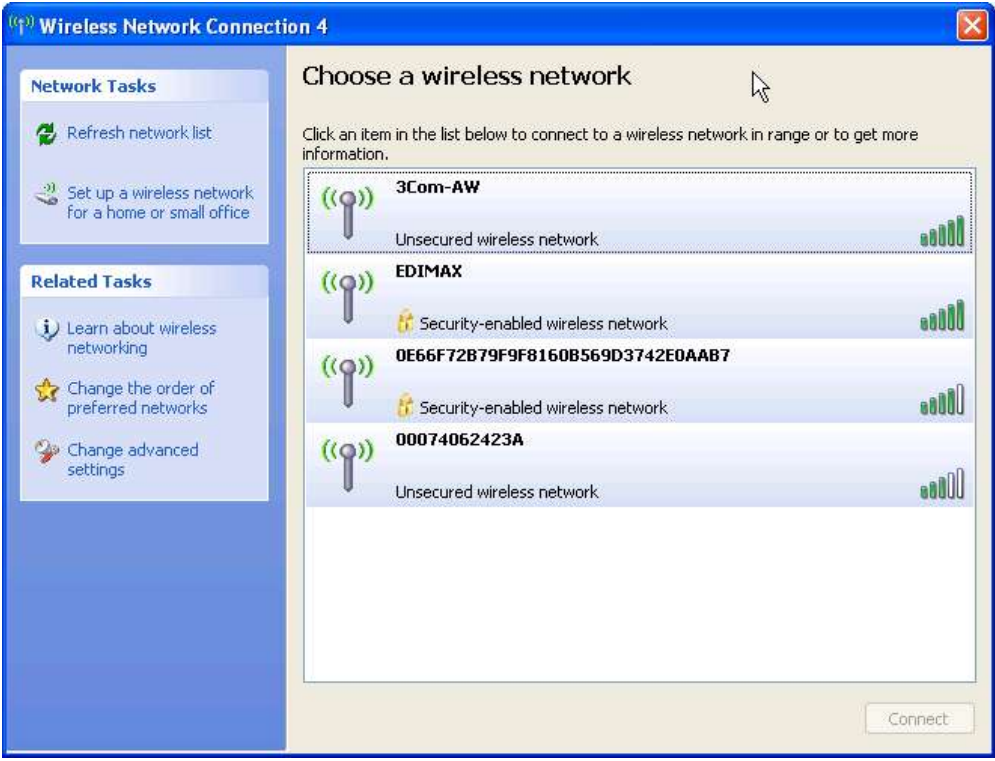 Wireless Network Connection 4
Network Tasks
Refresh network list
Set up a wireless network
for a home or small office
Related Tasks
Learn about wireless
networking
Change the order of
preferred networks
Change advanced
settings
Choose a wireless network
Click an item in the list below to connect to a wireless network in range or to get more
information.
3Com-AW
Unsecured wireless network
EDIMAX
Security-enabled wireless network
0E66F72B79F9F8160B569D3742E0AAB7
Security-enabled wireless network
00074062423A
Unsecured wireless network
Connect